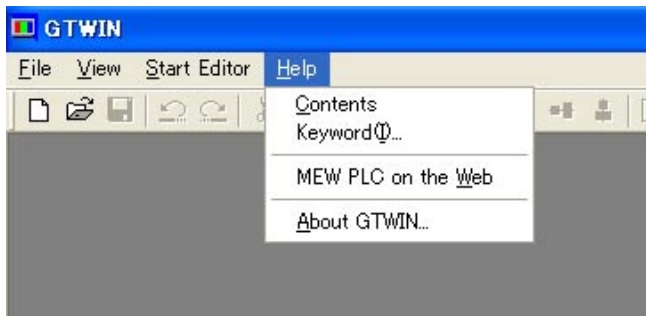 GTWIN
File View Start Editor Help
Contents
Keyword(I)...
MEW PLC on the Web
About GTWIN...